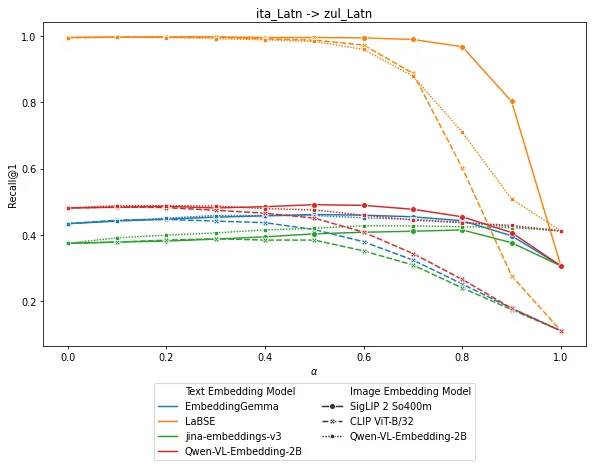 ita_Latn -> zul_Latn
1.0
0.8
0.6
0.4
0.2
Recall@1
0.0 0.2 0.4 0.6 0.8 1.0
α
Text Embedding Model
EmbeddingGemma
LaBSE
jina-embeddings-v3
Qwen-VL-Embedding-2B
Image Embedding Model
SigLIP 2 So400m
CLIP ViT-B/32
Qwen-VL-Embedding-2B